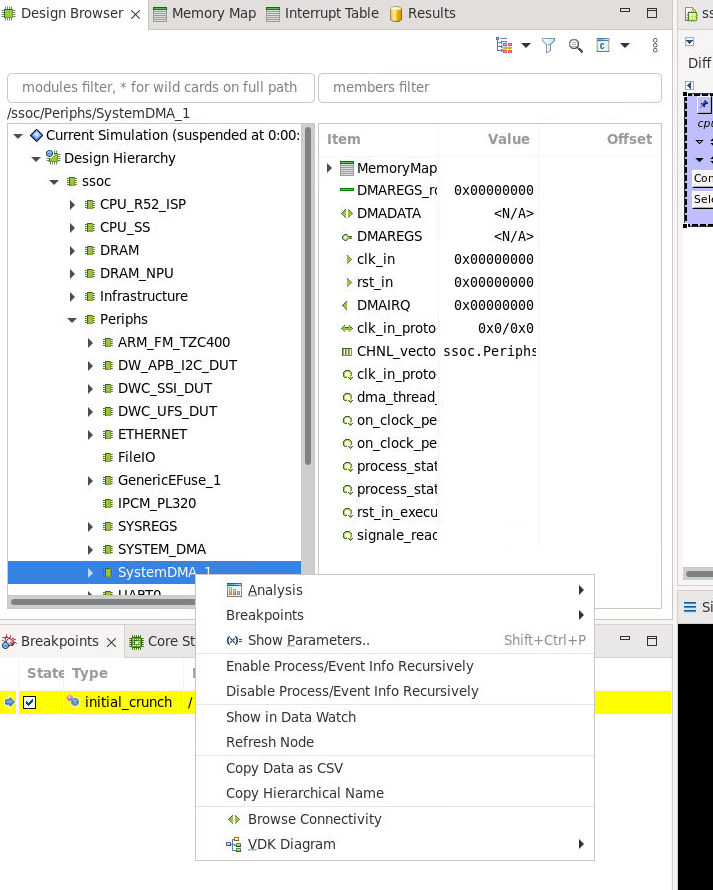 Design Browser
Memory Map
Interrupt Table
Results
modules filter, * for wild cards on full path
members filter
/ssoc/Periphs/SystemDMA_1
Diff
Current Simulation (suspended at 0:00:
Design Hierarchy
ssoc
CPU_R52_ISP
CPU_SS
DRAM
DRAM_NPU
Infrastructure
Periphs
ARM_FM_TZC400
DW_APB_I2C_DUT
DWC_SSI_DUT
DWC_UFS_DUT
ETHERNET
FileIO
GenericEFuse_1
IPCM_PL320
SYSREGS
SYSTEM_DMA
SystemDMA_1
UART0
Item Value Offset
MemoryMap
DMAREGS_rc 0x00000000
DMADATA <N/A>
DMAREGS <N/A>
clk_in 0x00000000
rst_in 0x00000000
DMAIRQ 0x00000000
clk_in_proto 0x0/0x0
CHNL_vecto ssoc.Periphs
clk_in_proto
dma_thread_
on_clock_pe
on_clock_pe
process_stat
process_stat
rst_in_execu
signale_reac
cpu
Con
Sele
Analysis
Breakpoints
Show Parameters.. Shift+Ctrl+P
Enable Process/Event Info Recursively
Disable Process/Event Info Recursively
Show in Data Watch
Refresh Node
Copy Data as CSV
Copy Hierarchical Name
Browse Connectivity
VDK Diagram
Breakpoints
Core St
State Type
initial_crunch /
Si